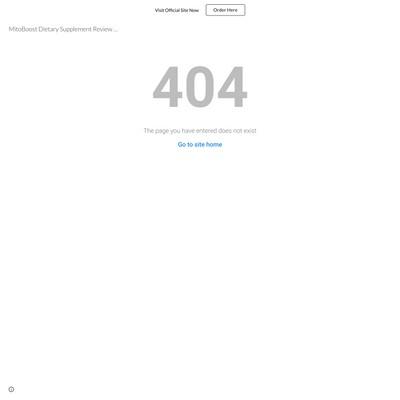 Visit Official Site Now
Order Here
MitoBoost Dietary Supplement Review ...
404
The page you have entered does not exist
Go to site home